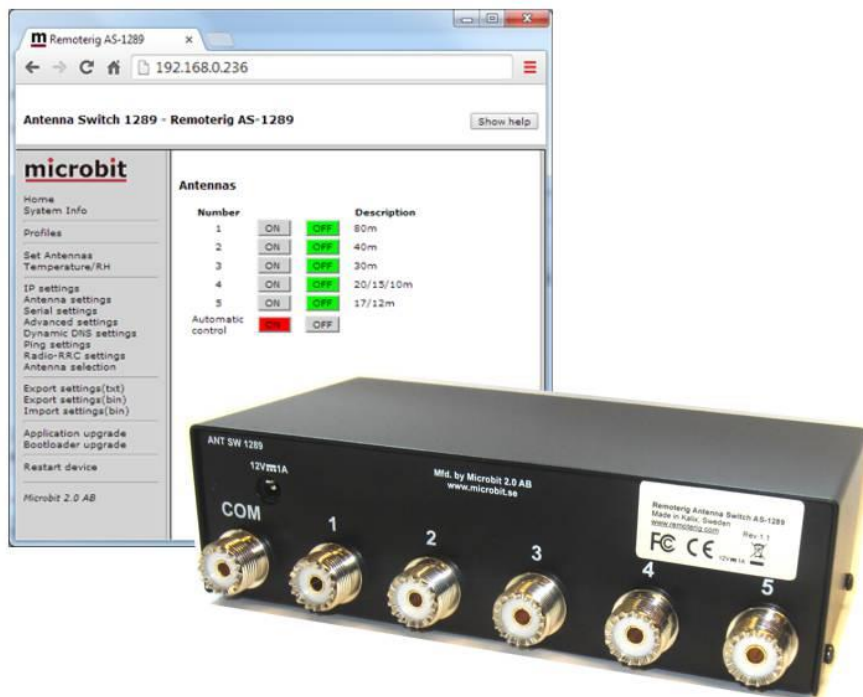 Remoterig AS-1289
192.168.0.236
Antenna Switch 1289 - Remoterig AS-1289
Show help
microbit
Home
System Info
Profiles
Set Antennas
Temperature/RH
IP settings
Antenna settings
Serial settings
Advanced settings
Dynamic DNS settings
Ping settings
Radio-RRC settings
Antenna selection
Export settings(txt)
Export settings(bin)
Import settings(bin)
Application upgrade
Bootloader upgrade
Restart device
Microbit 2.0 AB
Antennas
Number Description
1 ON OFF 80m
2 ON OFF 40m
3 ON OFF 30m
4 ON OFF 20/15/10m
5 ON OFF 17/12m
Automatic
control ON OFF
ANT SW 1289
12V 1A
Mfd. by Microbit 2.0 AB
www.microbit.se
Remoterig Antenna Switch AS-1289
Made in Kalix, Sweden
www.remoterig.com Rev 1.1
FC CE 12V 1A
COM 1 2 3 4 5